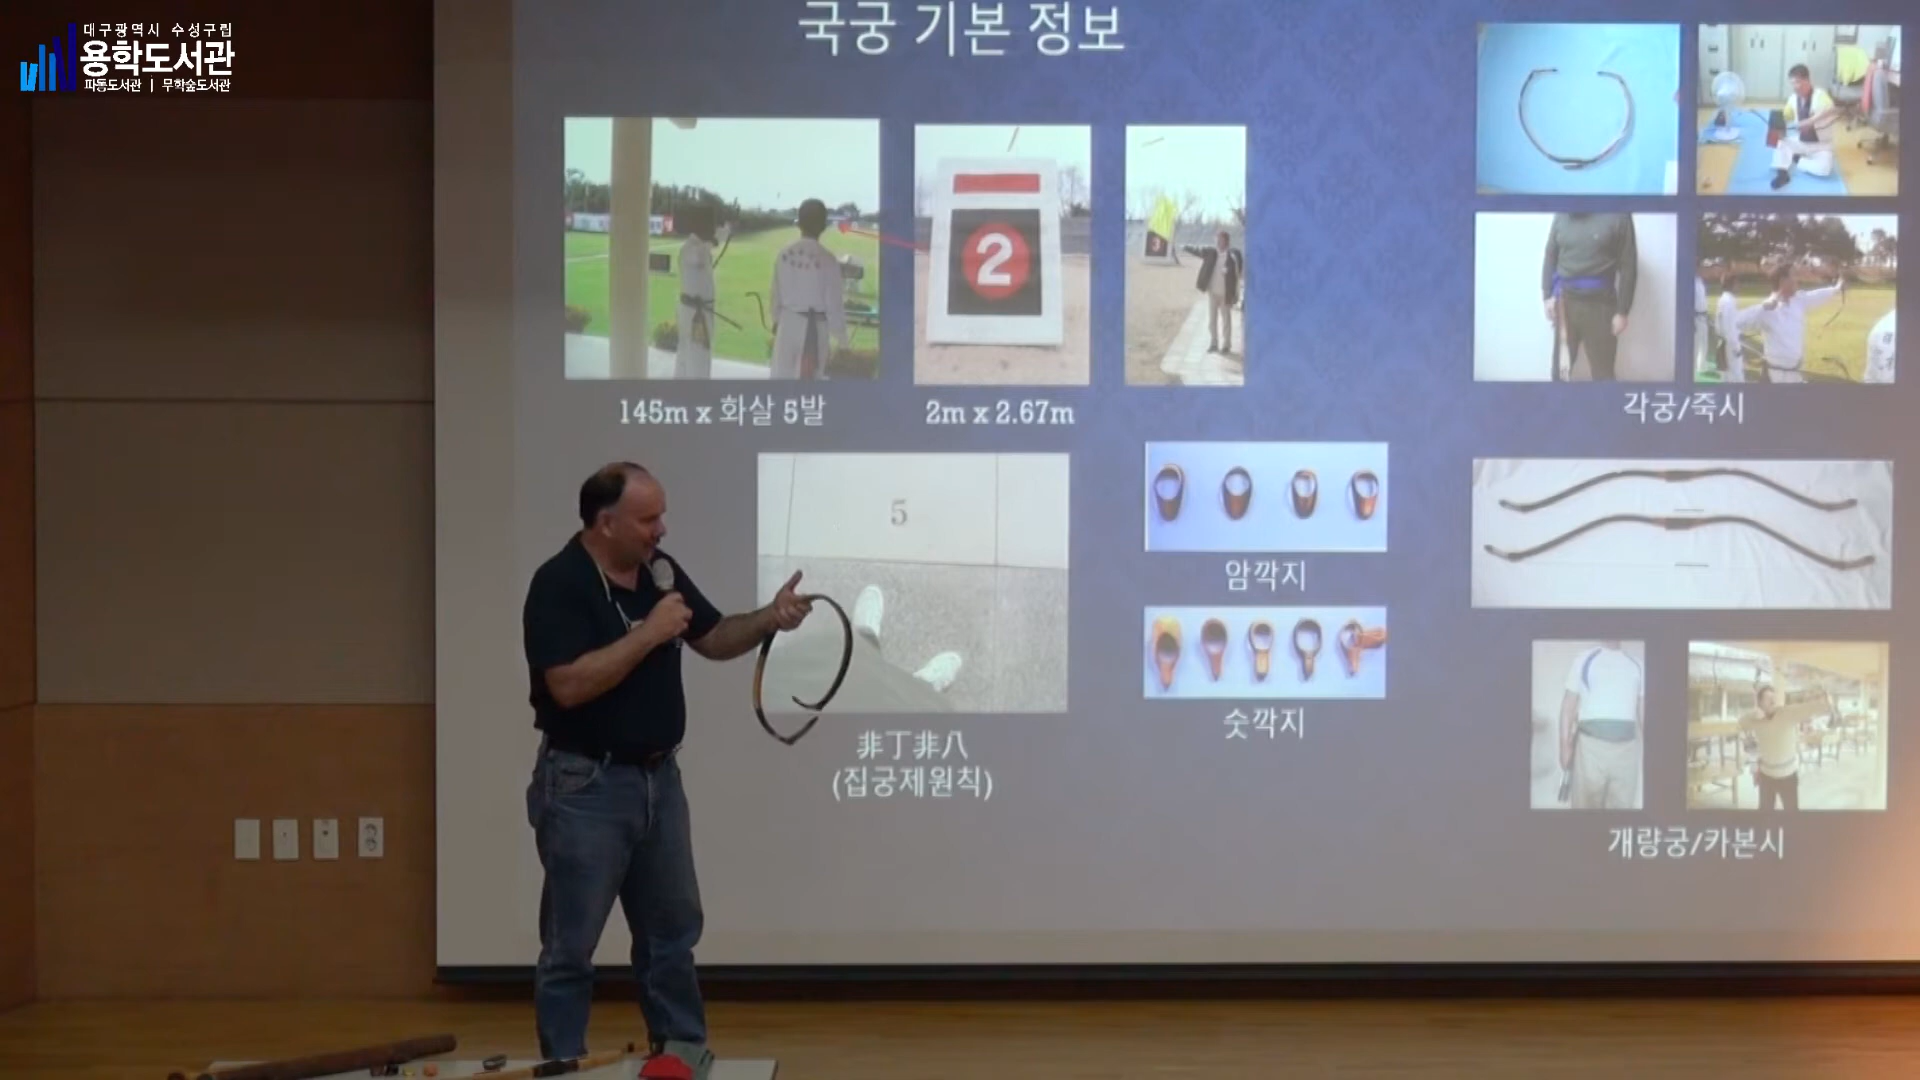 대구광역시 수성구립
용학도서관
파동도서관 | 무학숲도서관
국궁 기본 정보
2
3
145m x 화살 5발
2m x 2.67m
각궁/죽시
5
암깍지
숫깍지
非丁非八
(집궁제원칙)
개량궁/카본시